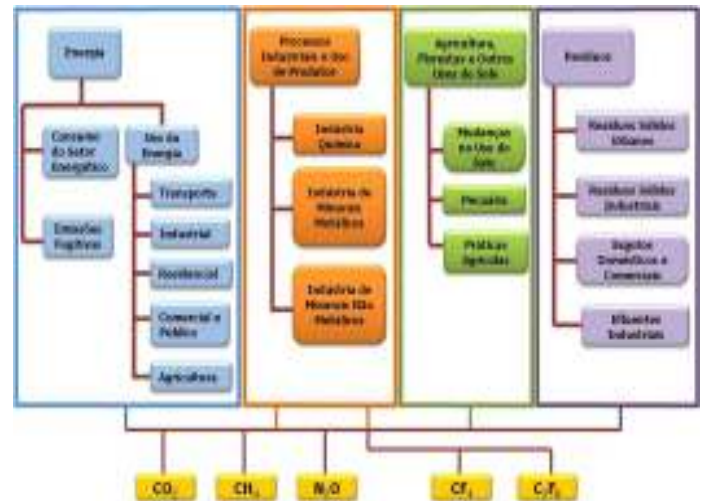 Energia
Consumo
do Setor
Energético
Uso da
Energia
Emissões
Fugitivas
Transporte
Industrial
Residencial
Comercial e
Público
Agricultura
Processos
Industriais e Uso
de Produtos
Indústria
Química
Indústria de
Minerais
Metálicos
Indústria de
Minerais Não
Metálicos
Agricultura,
Florestas e Outros
Usos do Solo
Mudanças
no Uso do
Solo
Pecuária
Práticas
Agrícolas
Resíduos
Resíduos Sólidos
Urbanos
Resíduos Sólidos
Industriais
Esgotos
Domésticos e
Comerciais
Efluentes
Industriais
CO₂
CH₄
N₂O
CF₄
C₂F₆